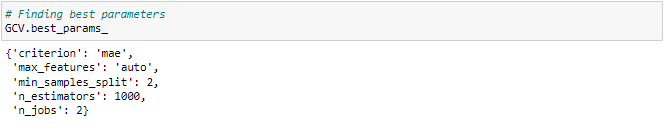 # Finding best parameters
GCV.best_params_
{'criterion': 'mae',
 'max_features': 'auto',
 'min_samples_split': 2,
 'n_estimators': 1000,
 'n_jobs': 2}